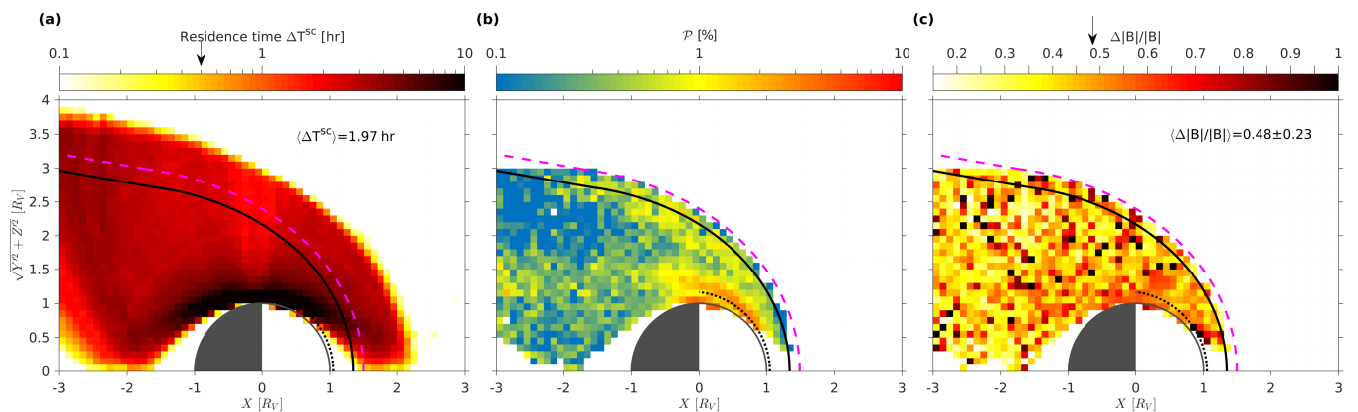 (a)
Residence time ΔT^SC [hr]
0.1 1 10
⟨ΔT^SC⟩=1.97 hr
√Y'² + Z'² [R_V]
4
3.5
3
2.5
2
1.5
1
0.5
0
-3 -2 -1 0 1 2 3
X [R_V]
(b)
𝒫 [%]
0.1 1 10
-3 -2 -1 0 1 2 3
X [R_V]
(c)
Δ|B|/|B|
0.2 0.3 0.4 0.5 0.6 0.7 0.8 0.9 1
⟨Δ|B|/|B|⟩=0.48±0.23
-3 -2 -1 0 1 2 3
X [R_V]